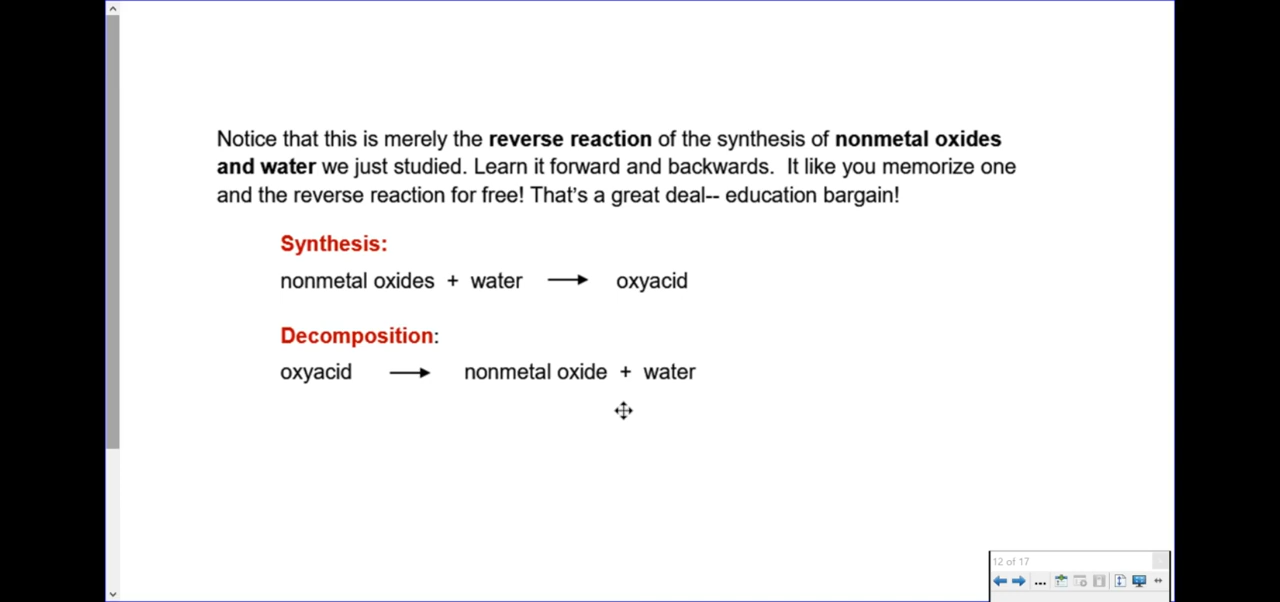 Notice that this is merely the reverse reaction of the synthesis of nonmetal oxides
and water we just studied. Learn it forward and backwards. It like you memorize one
and the reverse reaction for free! That's a great deal-- education bargain!
Synthesis:
nonmetal oxides + water ⟶ oxyacid
Decomposition:
oxyacid ⟶ nonmetal oxide + water
12 of 17